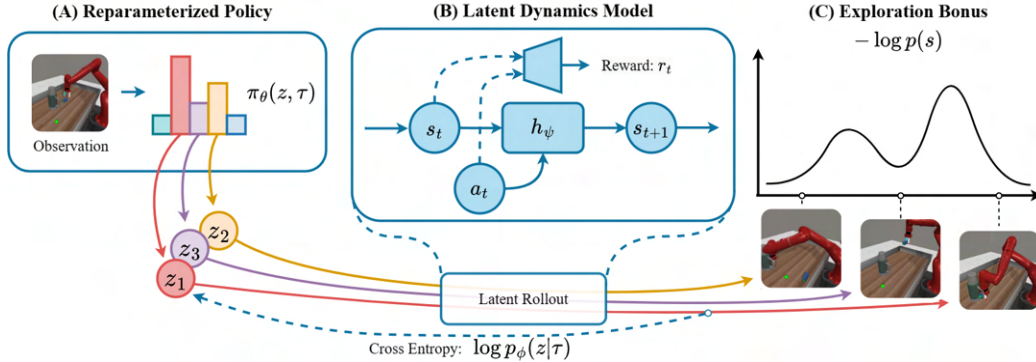 (A) Reparameterized Policy
(B) Latent Dynamics Model
(C) Exploration Bonus
− log p(s)
Observation
π_θ(z, τ)
Reward: r_t
s_t
h_ψ
s_{t+1}
a_t
z_2
z_3
z_1
Latent Rollout
Cross Entropy: log p_ϕ(z|τ)